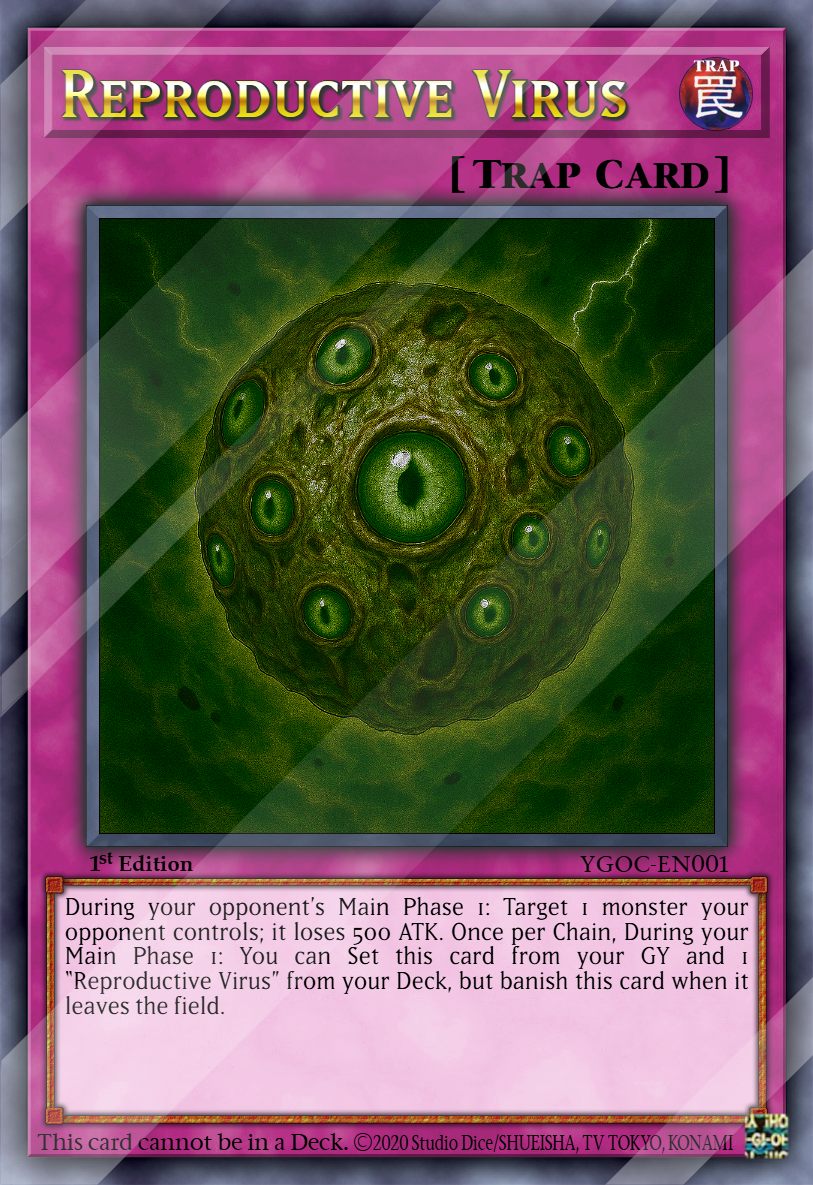 REPRODUCTIVE VIRUS
TRAP
罠
[TRAP CARD]
1st Edition
YGOC-EN001
During your opponent's Main Phase 1: Target 1 monster your
opponent controls; it loses 500 ATK. Once per Chain, During your
Main Phase 1: You can Set this card from your GY and 1
"Reproductive Virus" from your Deck, but banish this card when it
leaves the field.
This card cannot be in a Deck. ©2020 Studio Dice/SHUEISHA, TV TOKYO, KONAMI